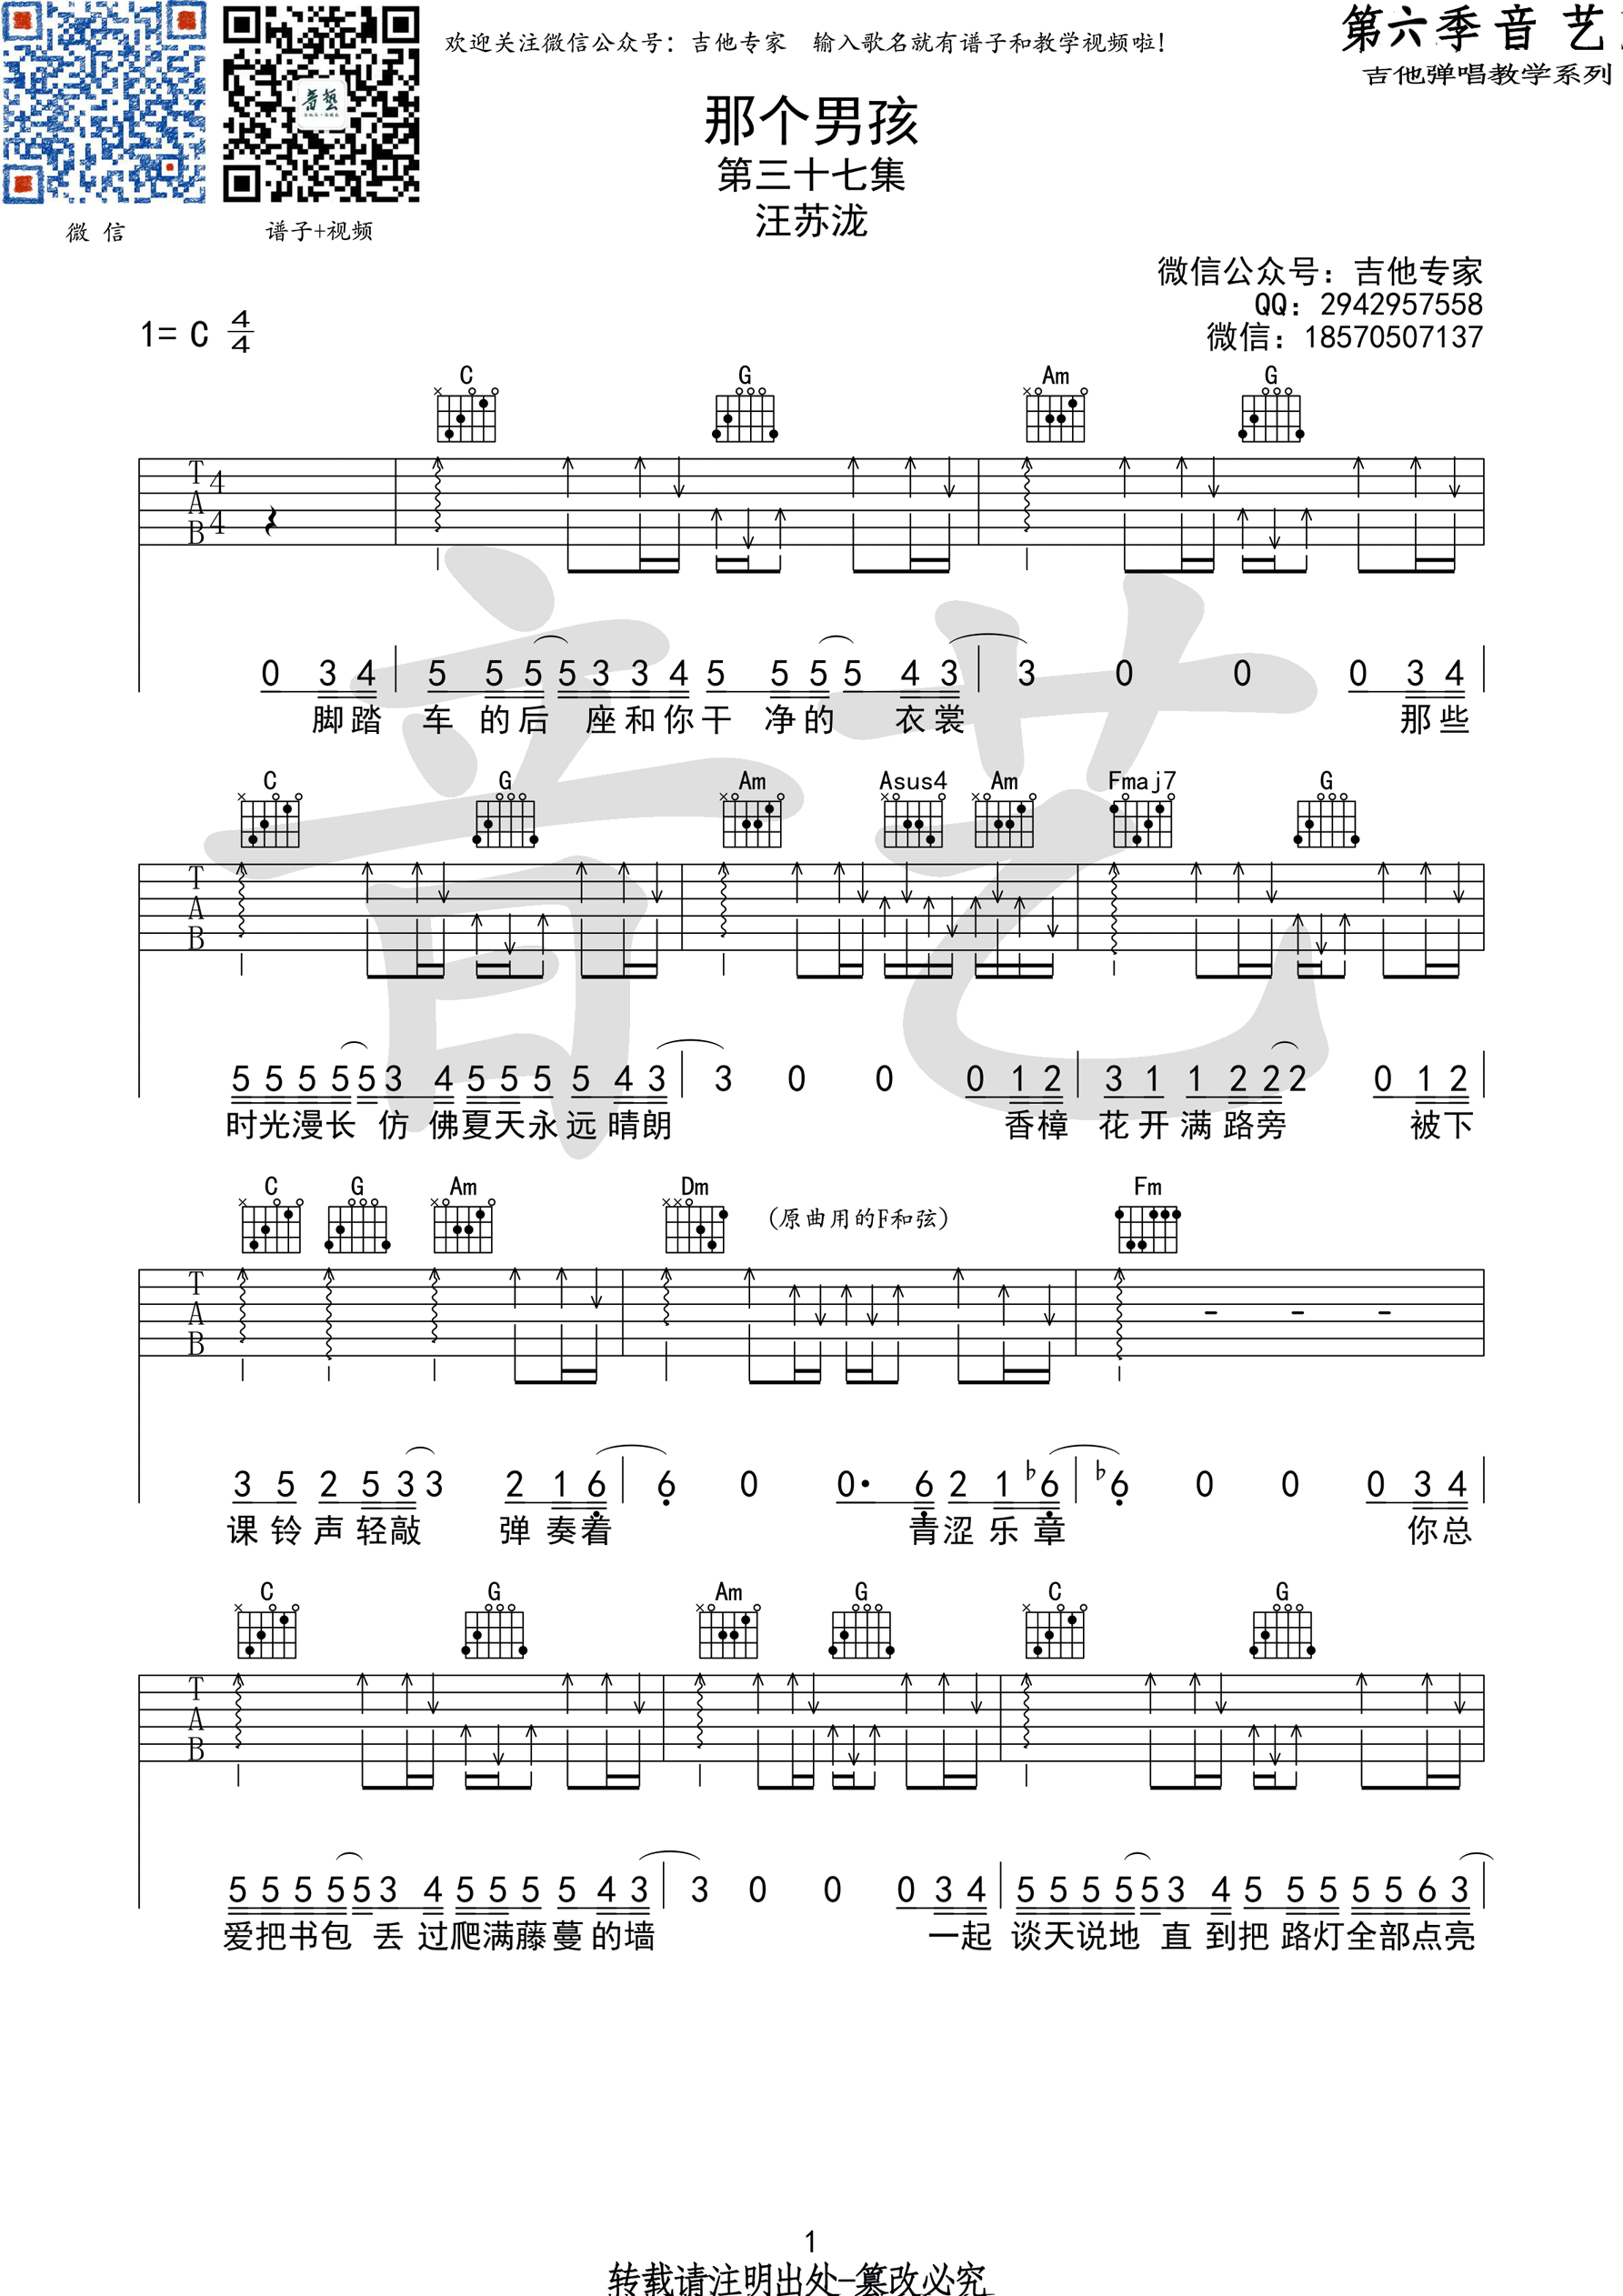 欢迎关注微信公众号：吉他专家　输入歌名就有谱子和教学视频啦！
第六季音 艺
吉他弹唱教学系列
音藝
微 信
谱子+视频
那个男孩
第三十七集
汪苏泷
微信公众号：吉他专家
QQ：2942957558
微信：18570507137
1= C 4/4
C G Am G
T A B 4 4
0 3 4 5 5 5 5 3 3 4 5 5 5 5 4 3 3 0 0 0 3 4
脚踏 车 的后 座和你干 净的 衣裳 那些
C G Am Asus4 Am Fmaj7 G
T A B
5 5 5 5 5 3 4 5 5 5 5 4 3 3 0 0 0 1 2 3 1 1 2 2 2 0 1 2
时光漫长 仿 佛夏天永远晴朗 香樟 花开满路旁 被下
C G Am Dm (原曲用的F和弦) Fm
T A B
3 5 2 5 3 3 2 1 6 6 0 0· 6 2 1 ♭6 ♭6 0 0 0 3 4
课铃声轻敲 弹奏着 青涩乐章 你总
C G Am G C G
T A B
5 5 5 5 5 3 4 5 5 5 5 4 3 3 0 0 0 3 4 5 5 5 5 5 3 4 5 5 5 5 5 6 3
爱把书包 丢 过爬满藤蔓的墙 一起 谈天说地 直 到把 路灯全部点亮
音艺
1
转载请注明出处-篡改必究